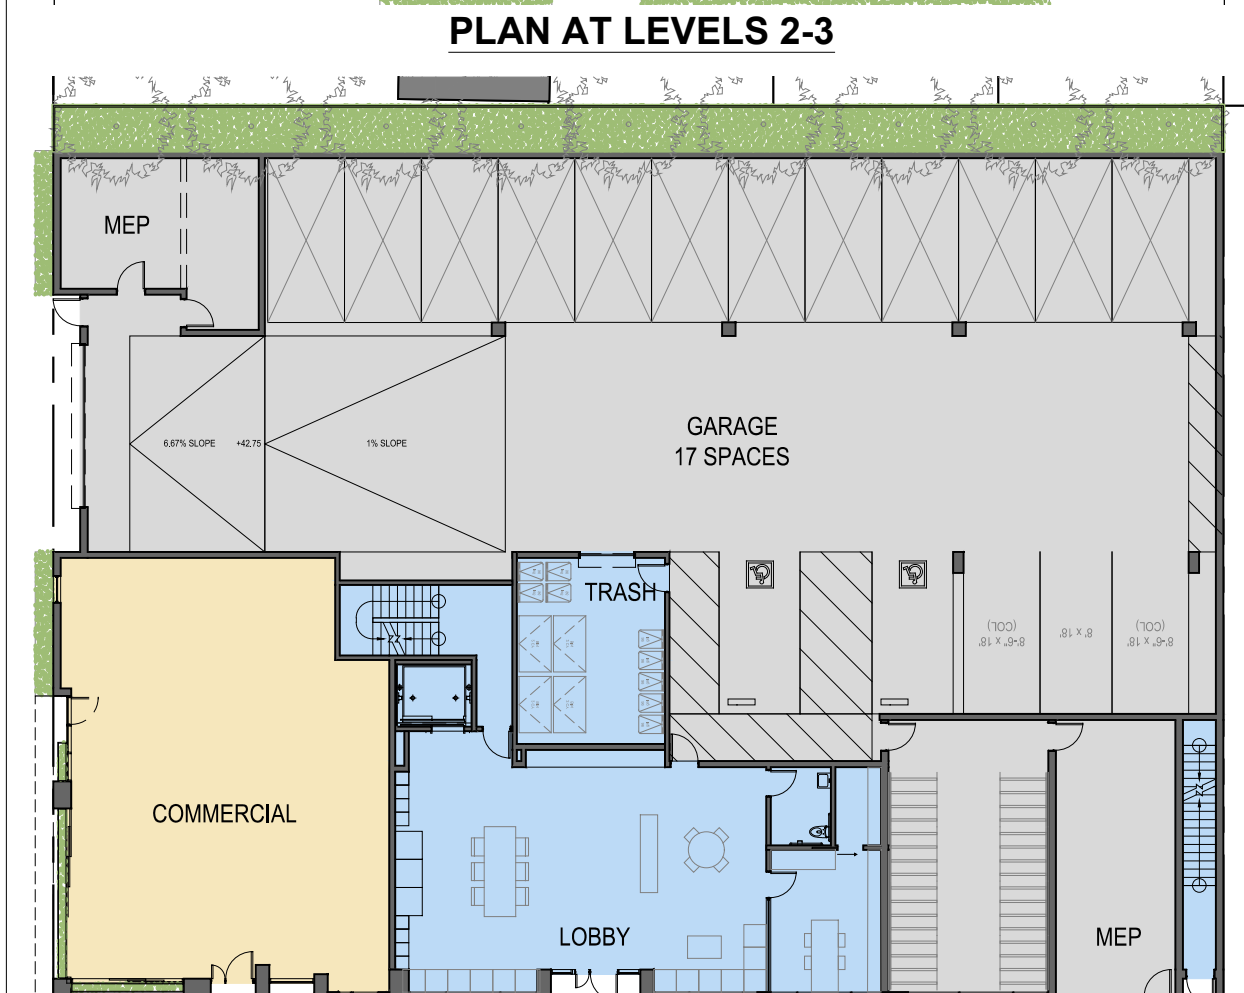 PLAN AT LEVELS 2-3
MEP
6.67% SLOPE
+42.75
1% SLOPE
GARAGE
17 SPACES
TRASH
8'-6" x 18'
(COL)
8' x 18'
8'-6" x 18'
(COL)
COMMERCIAL
LOBBY
MEP